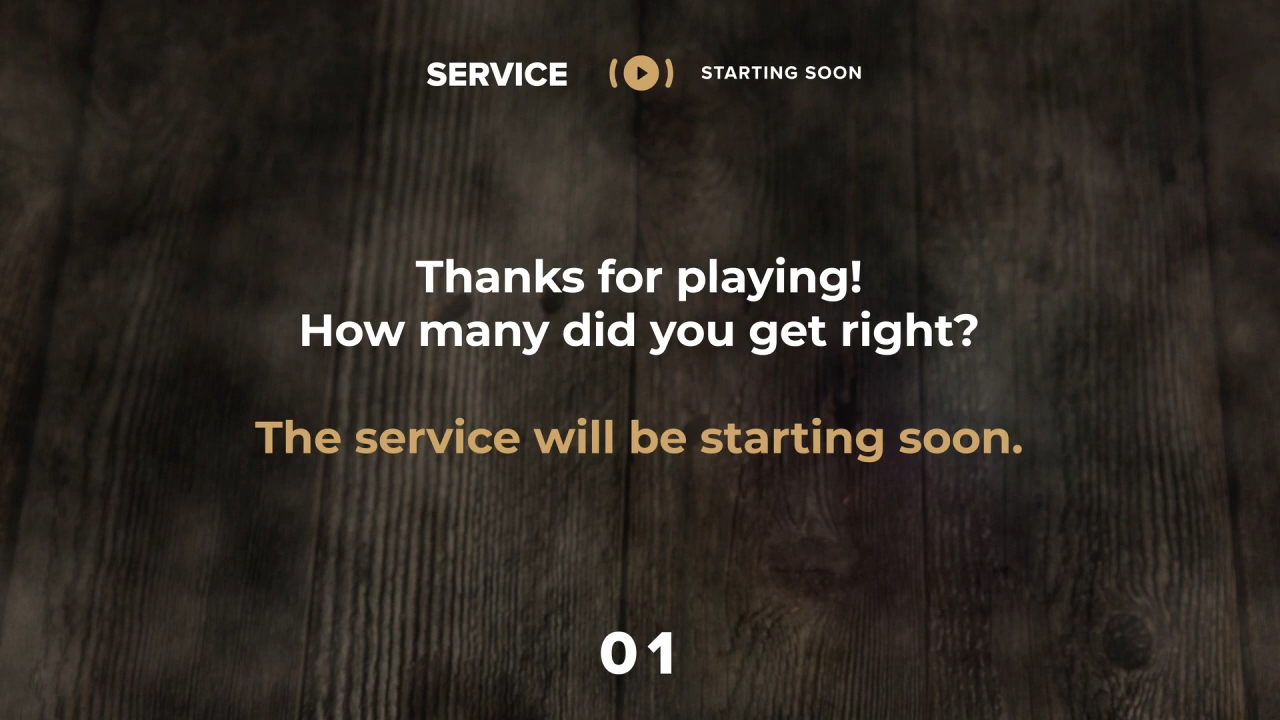 SERVICE STARTING SOON
Thanks for playing!
How many did you get right?
The service will be starting soon.
01